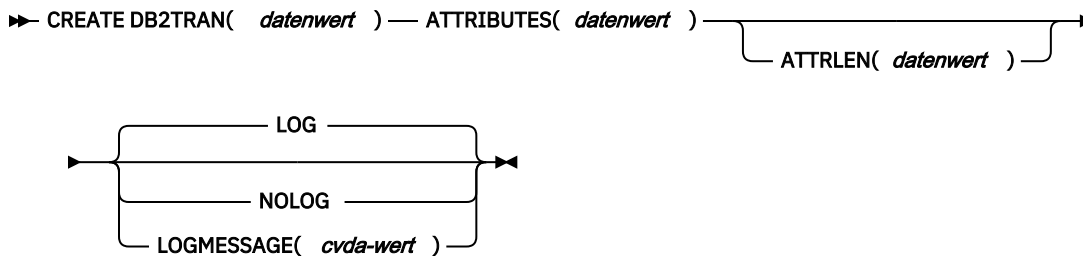 CREATE DB2TRAN( datenwert ) ATTRIBUTES( datenwert )
ATTRLEN( datenwert )
LOG
NOLOG
LOGMESSAGE( cvda-wert )